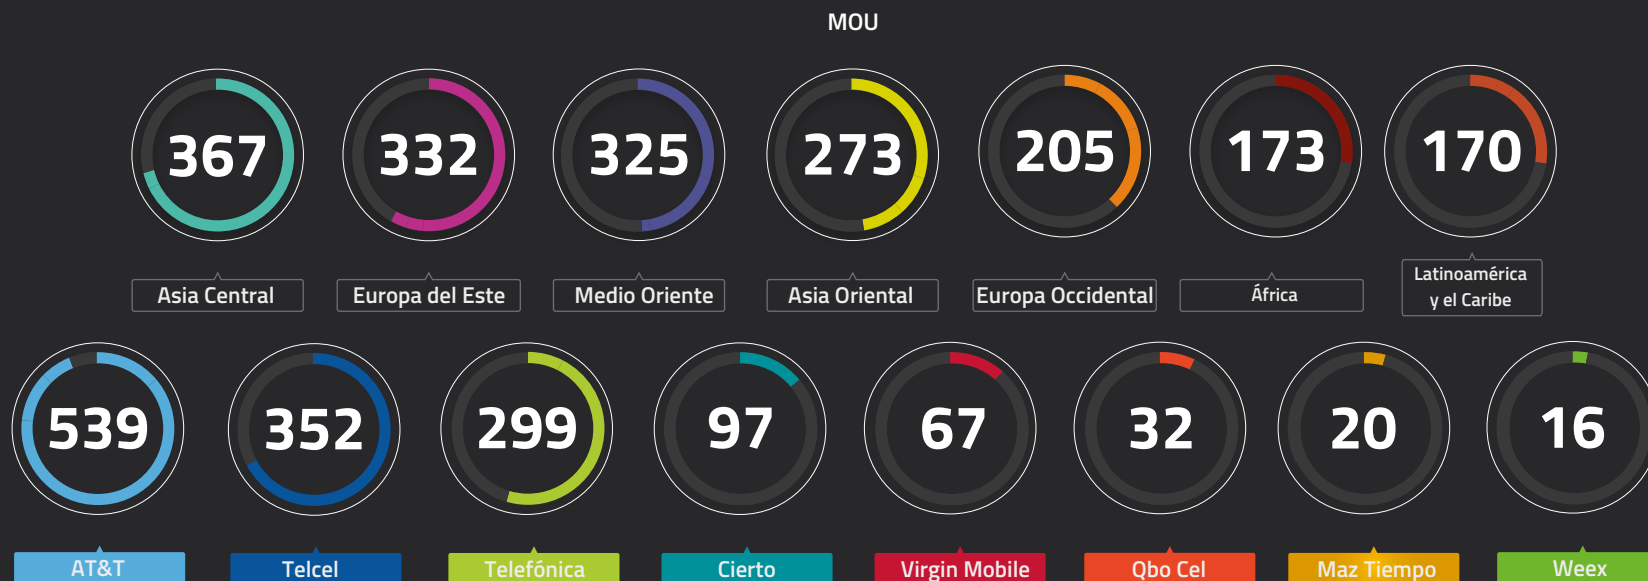 MOU
367
332
325
273
205
173
170
Asia Central
Europa del Este
Medio Oriente
Asia Oriental
Europa Occidental
África
Latinoamérica
y el Caribe
539
352
299
97
67
32
20
16
AT&T
Telcel
Telefónica
Cierto
Virgin Mobile
Qbo Cel
Maz Tiempo
Weex